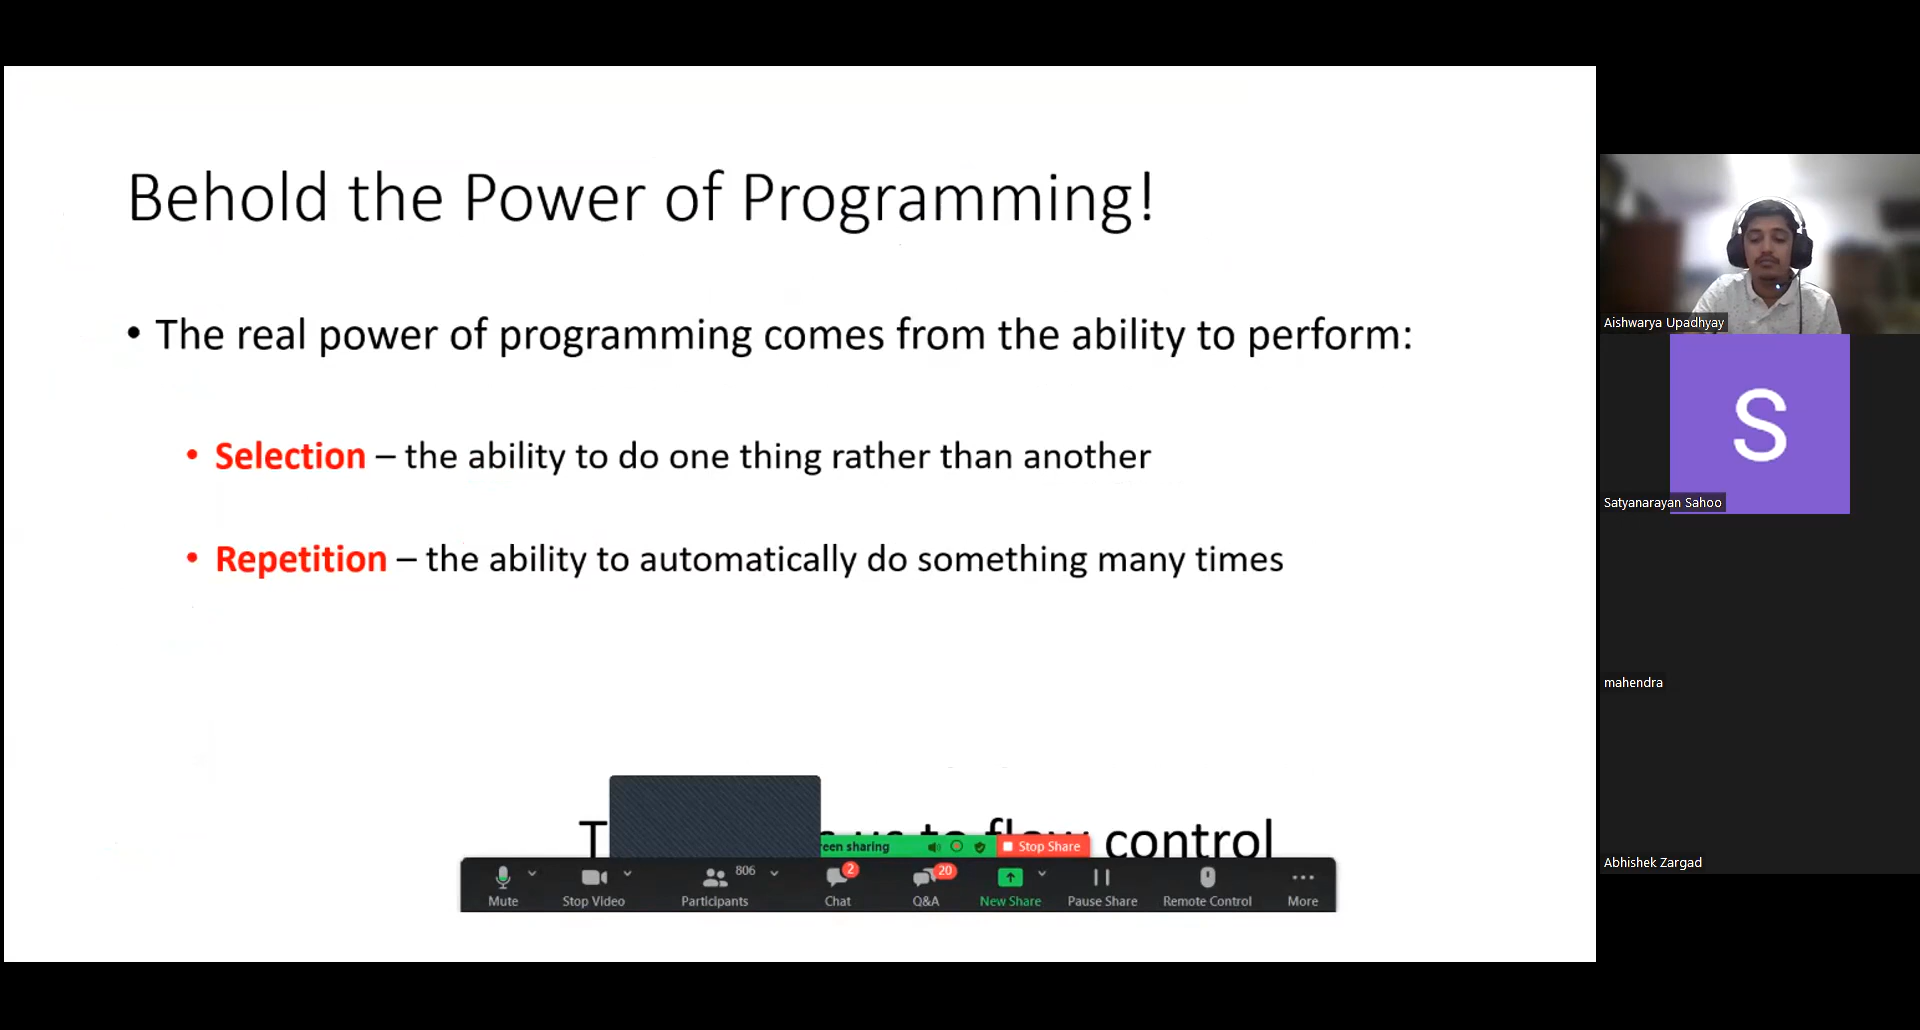 Behold the Power of Programming!
• The real power of programming comes from the ability to perform:
• Selection – the ability to do one thing rather than another
• Repetition – the ability to automatically do something many times
us to flow control
een sharing
Stop Share
806
2
20
Mute
Stop Video
Participants
Chat
Q&A
New Share
Pause Share
Remote Control
More
Aishwarya Upadhyay
S
Satyanarayan Sahoo
mahendra
Abhishek Zargad